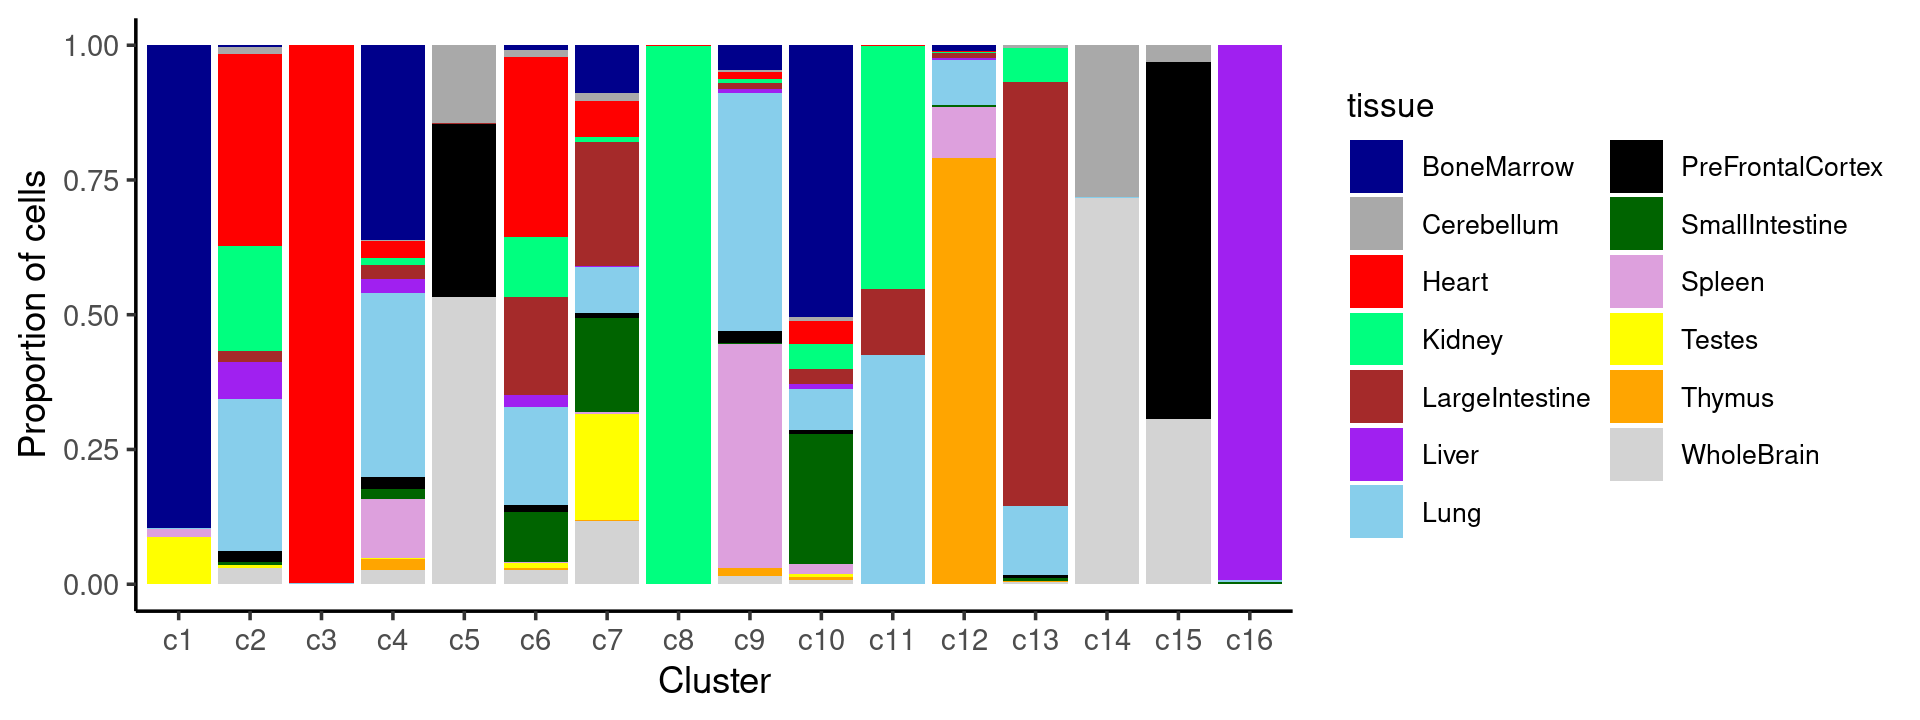 1.00
0.75
0.50
0.25
0.00
Proportion of cells
c1 c2 c3 c4 c5 c6 c7 c8 c9 c10 c11 c12 c13 c14 c15 c16
Cluster
tissue
BoneMarrow
Cerebellum
Heart
Kidney
LargeIntestine
Liver
Lung
PreFrontalCortex
SmallIntestine
Spleen
Testes
Thymus
WholeBrain